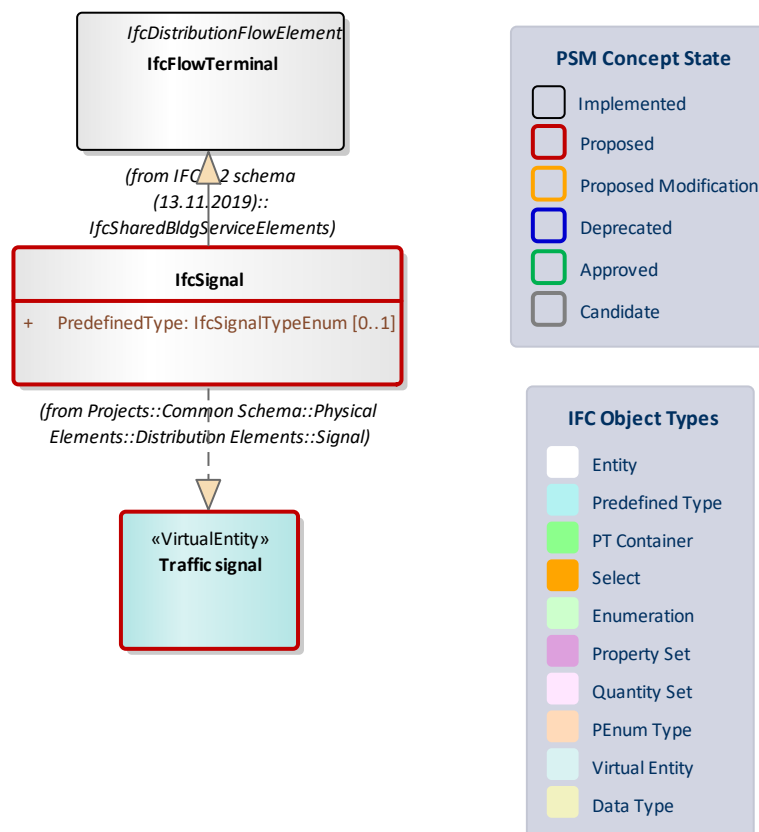 IfcDistributionFlowElement
IfcFlowTerminal
(from IFC 2 schema
(13.11.2019)::
IfcSharedBldgServiceElements)
IfcSignal
+ PredefinedType: IfcSignalTypeEnum [0..1]
(from Projects::Common Schema::Physical
Elements::Distribution Elements::Signal)
«VirtualEntity»
Traffic signal
PSM Concept State
Implemented
Proposed
Proposed Modification
Deprecated
Approved
Candidate
IFC Object Types
Entity
Predefined Type
PT Container
Select
Enumeration
Property Set
Quantity Set
PEnum Type
Virtual Entity
Data Type